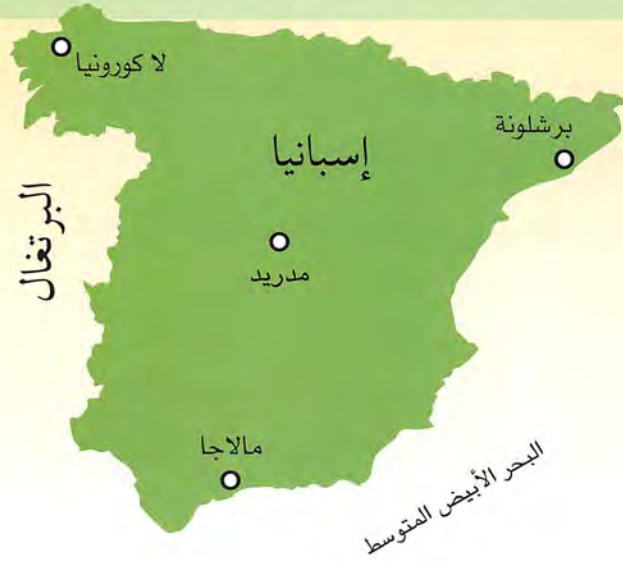 لا كورونيا
برشلونة
إسبانيا
البرتغال
مدريد
مالاجا
البحر الأبيض المتوسط